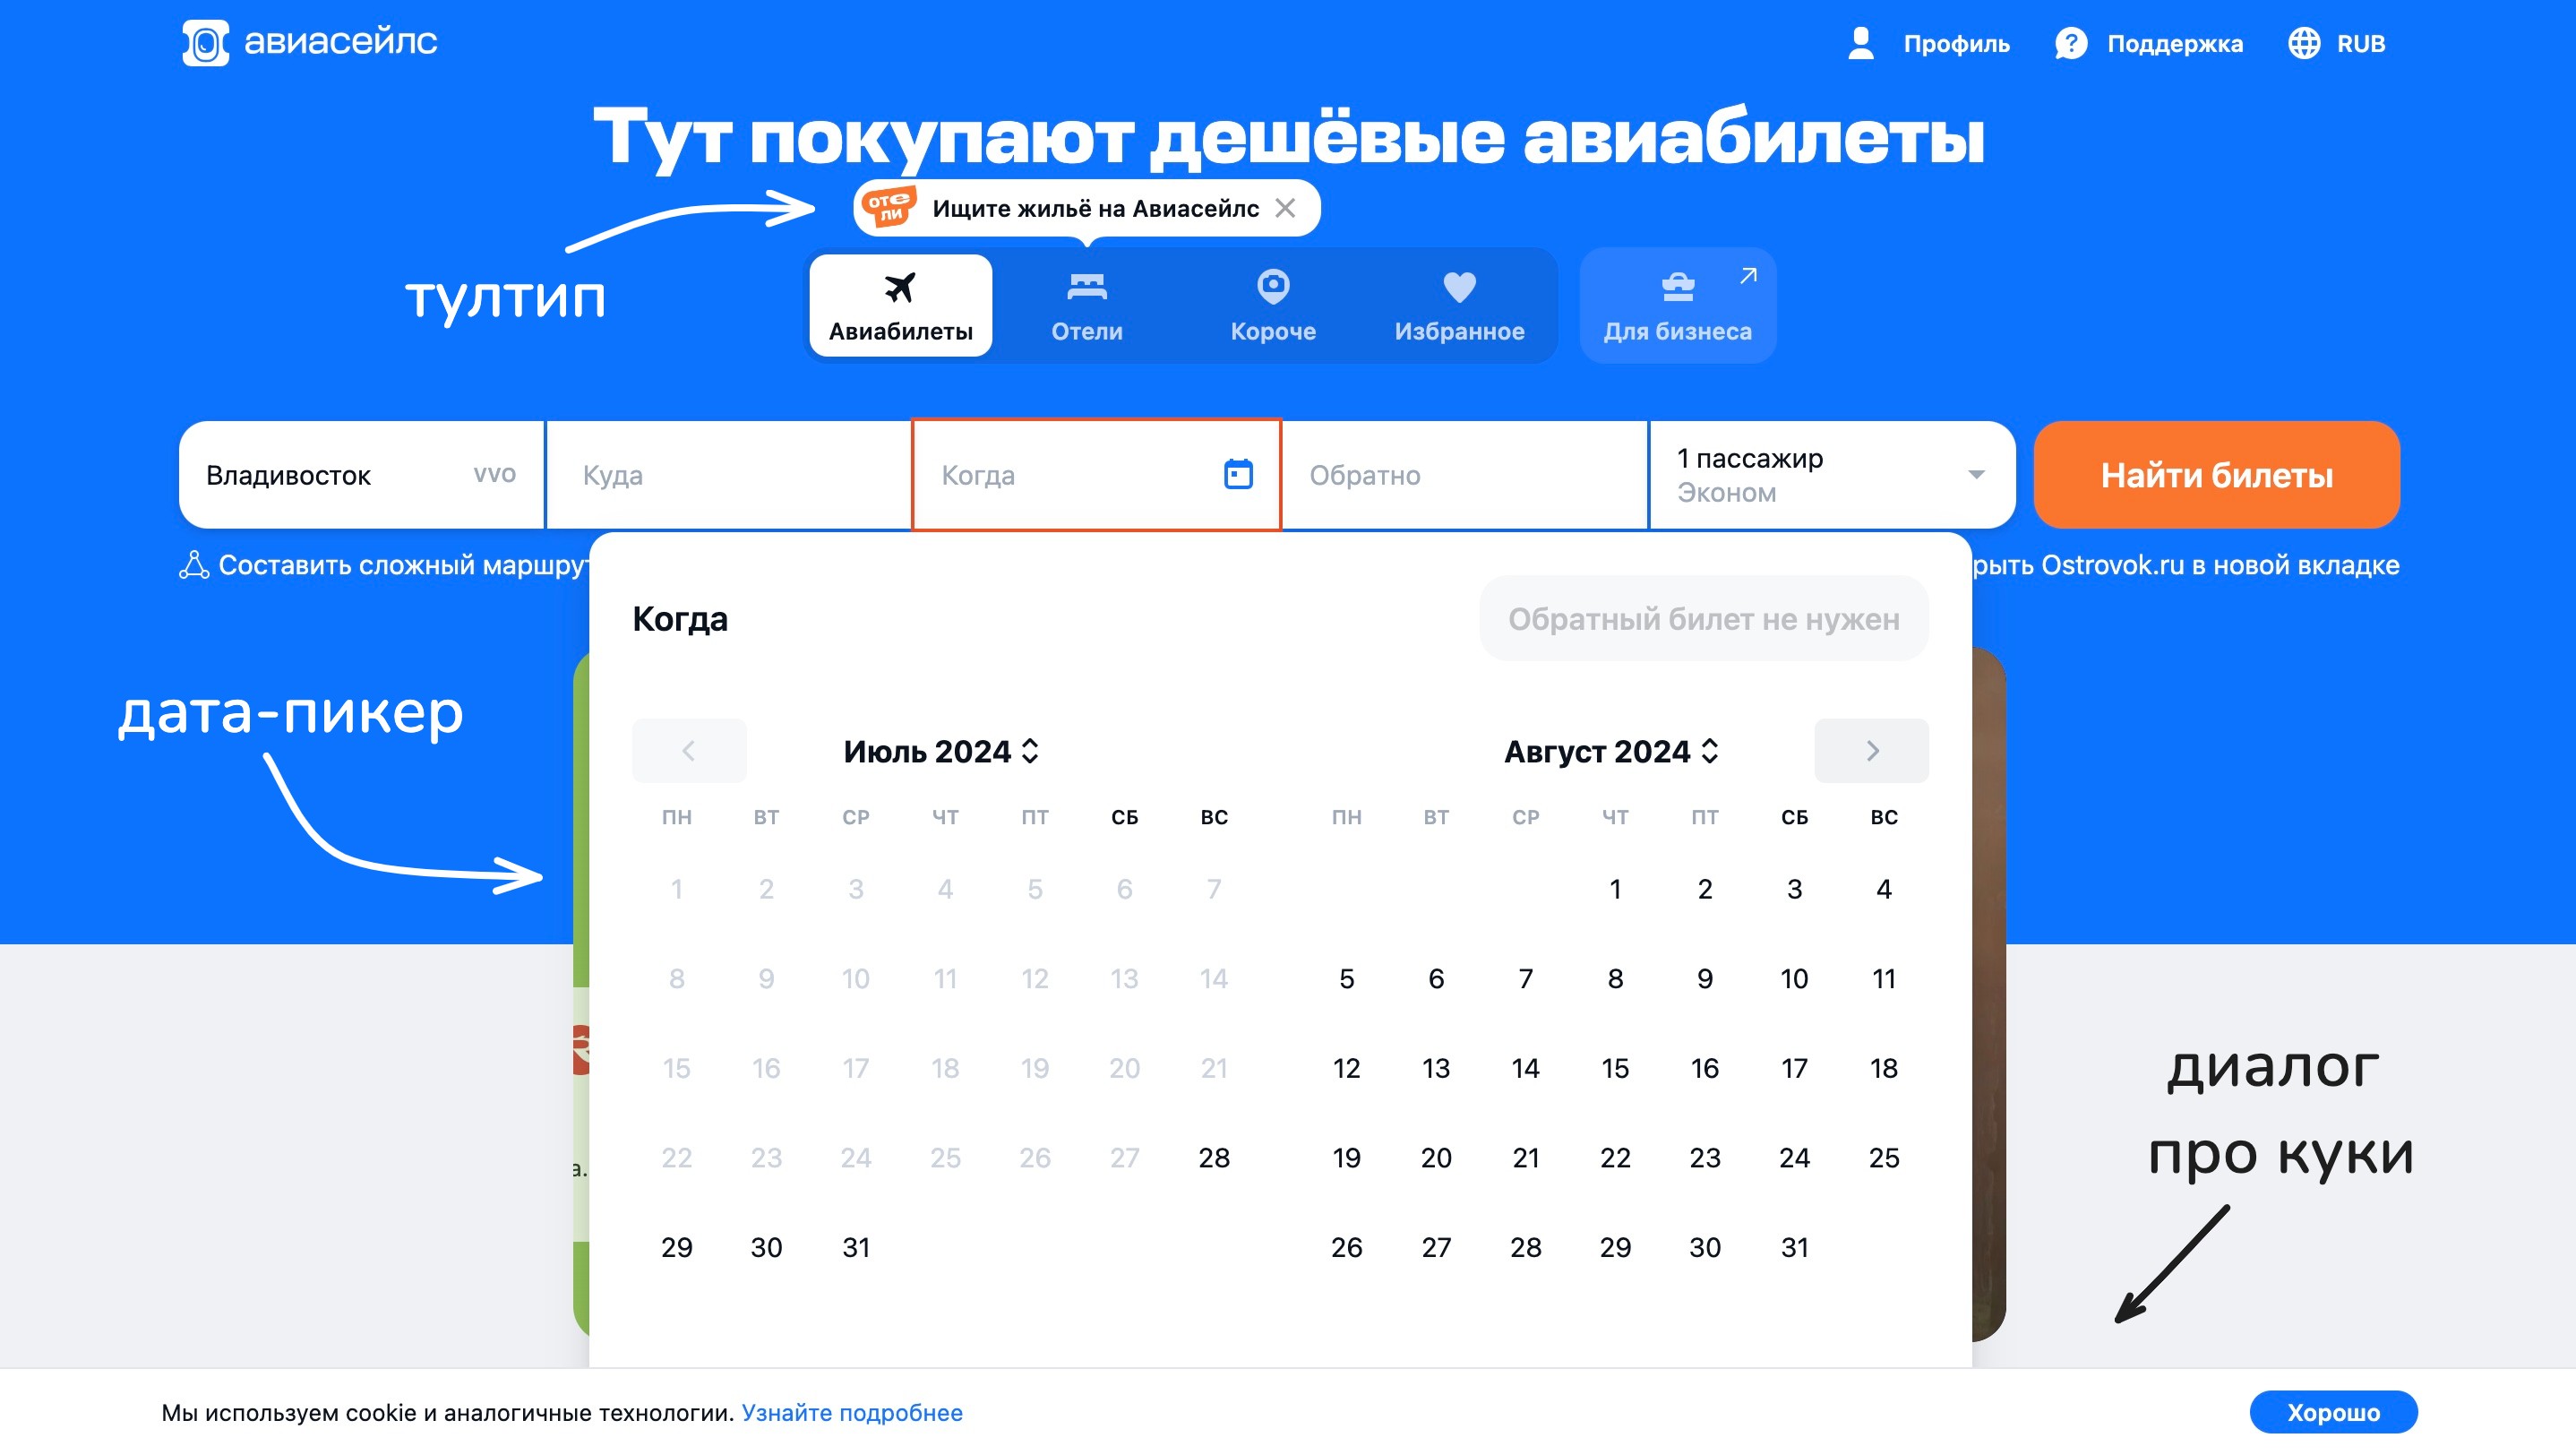 авиасейлс
Профиль
Поддержка
RUB
Тут покупают дешёвые авиабилеты
отели
Ищите жильё на Авиасейлс
тултип
Авиабилеты
Отели
Короче
Избранное
Для бизнеса
Владивосток VVO
Куда
Когда
Обратно
1 пассажир
Эконом
Найти билеты
Составить сложный маршрут
рыть Ostrovok.ru в новой вкладке
Когда
Обратный билет не нужен
дата-пикер
Июль 2024
Август 2024
ПН ВТ СР ЧТ ПТ СБ ВС
ПН ВТ СР ЧТ ПТ СБ ВС
1 2 3 4 5 6 7
1 2 3 4
8 9 10 11 12 13 14
5 6 7 8 9 10 11
15 16 17 18 19 20 21
12 13 14 15 16 17 18
22 23 24 25 26 27 28
19 20 21 22 23 24 25
29 30 31
26 27 28 29 30 31
а.
диалог
про куки
Мы используем cookie и аналогичные технологии. Узнайте подробнее
Хорошо